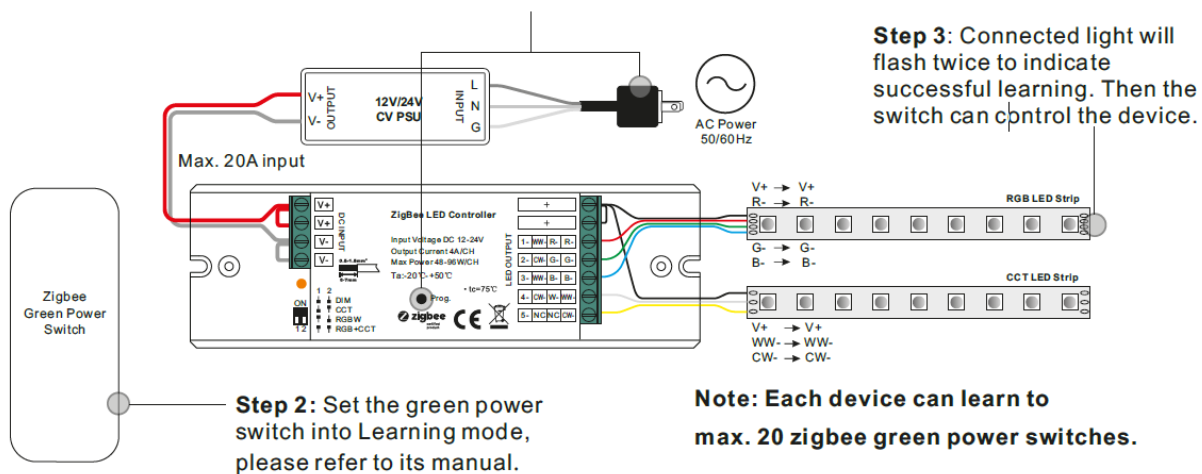 Step 3: Connected light will
flash twice to indicate
successful learning. Then the
switch can control the device.
V+
V-
OUTPUT
12V/24V
CV PSU
INPUT
L
N
G
AC Power
50/60Hz
Max. 20A input
V+
V+
V-
V-
DC INPUT
ZigBee LED Controller
Input Voltage DC 12-24V
Output Current 4A/CH
Max Power 48-96W/CH
Ta:-20℃-+50℃
• tc=75℃
Prog.
zigbee
CE
ON
1 2
1 2
DIM
CCT
RGBW
RGB+CCT
LED OUTPUT
+
+
1- WW- R- R-
2- CW- G- G-
3- WW- B- B-
4- CW- W- WW-
5- NC NC CW-
V+ → V+
R- → R-
RGB LED Strip
G- → G-
B- → B-
CCT LED Strip
V+ → V+
WW- → WW-
CW- → CW-
Zigbee
Green Power
Switch
Step 2: Set the green power
switch into Learning mode,
please refer to its manual.
Note: Each device can learn to
max. 20 zigbee green power switches.